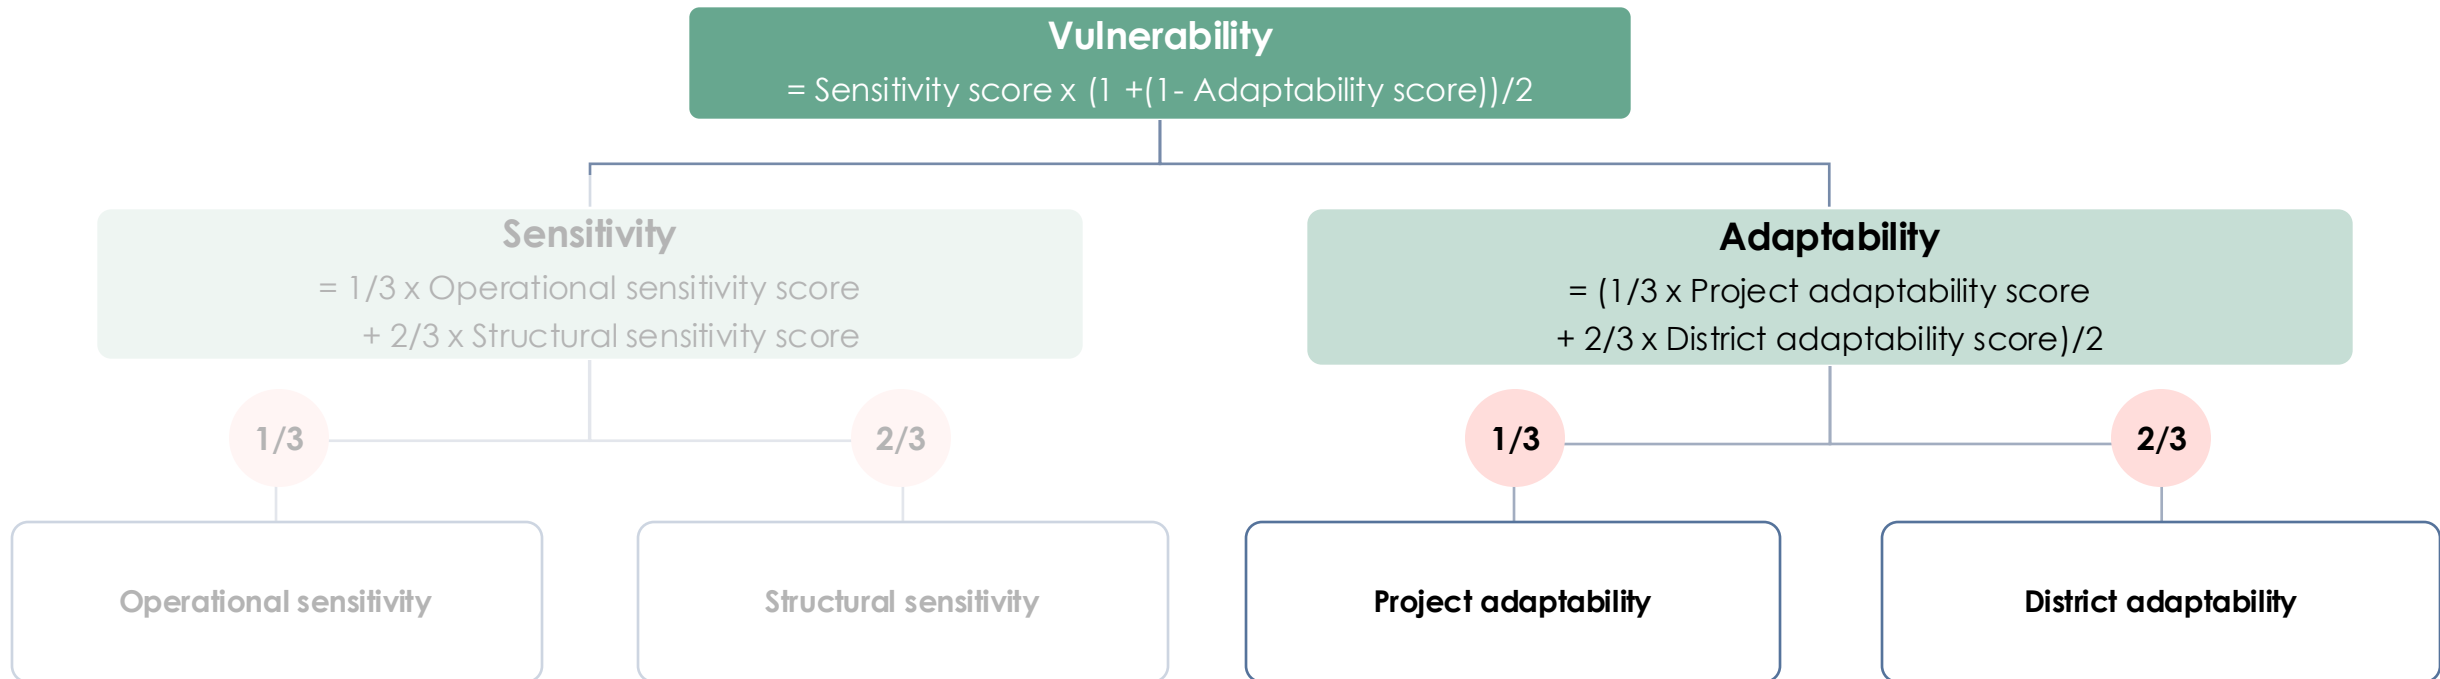 Vulnerability
= Sensitivity score x (1 +(1- Adaptability score))/2
Sensitivity
= 1/3 x Operational sensitivity score
+ 2/3 x Structural sensitivity score
Adaptability
= (1/3 x Project adaptability score
+ 2/3 x District adaptability score)/2
1/3
2/3
1/3
2/3
Operational sensitivity
Structural sensitivity
Project adaptability
District adaptability